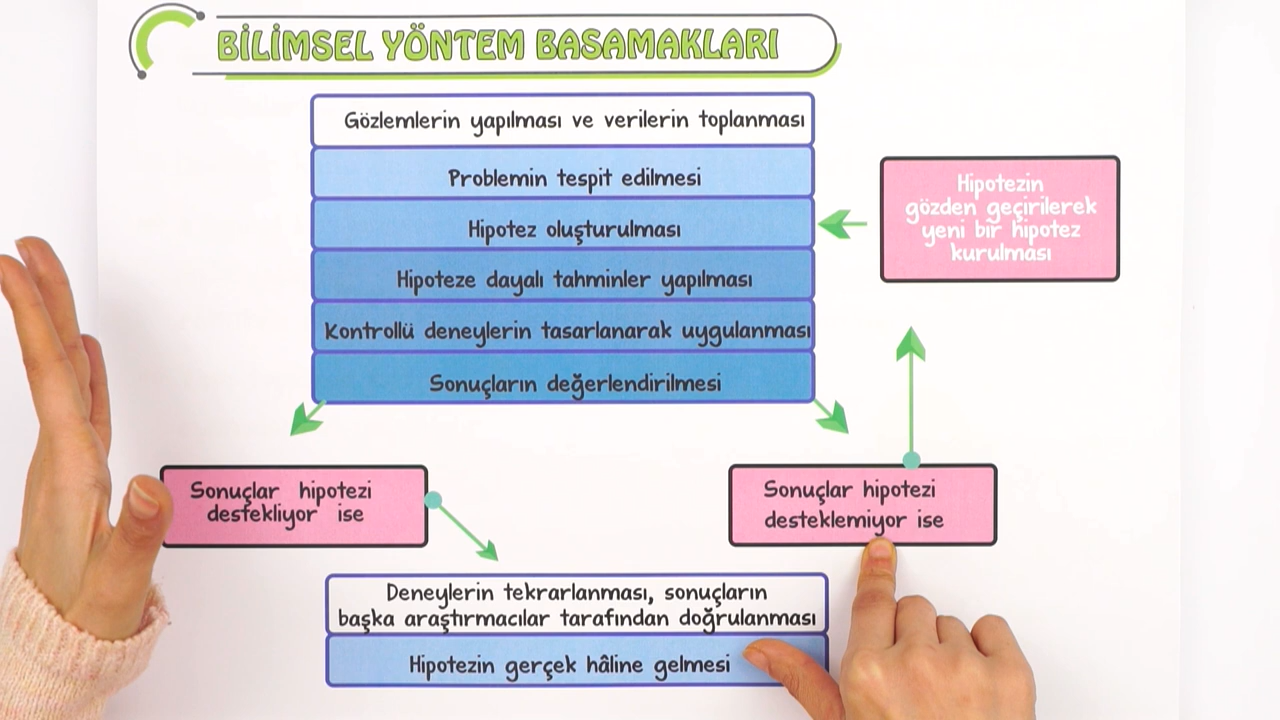 BİLİMSEL YÖNTEM BASAMAKLARI
Gözlemlerin yapılması ve verilerin toplanması
Problemin tespit edilmesi
Hipotez oluşturulması
Hipoteze dayalı tahminler yapılması
Kontrollü deneylerin tasarlanarak uygulanması
Sonuçların değerlendirilmesi
Hipotezin
gözden geçirilerek
yeni bir hipotez
kurulması
Sonuçlar hipotezi
destekliyor ise
Sonuçlar hipotezi
desteklemiyor ise
Deneylerin tekrarlanması, sonuçların
başka araştırmacılar tarafından doğrulanması
Hipotezin gerçek hâline gelmesi